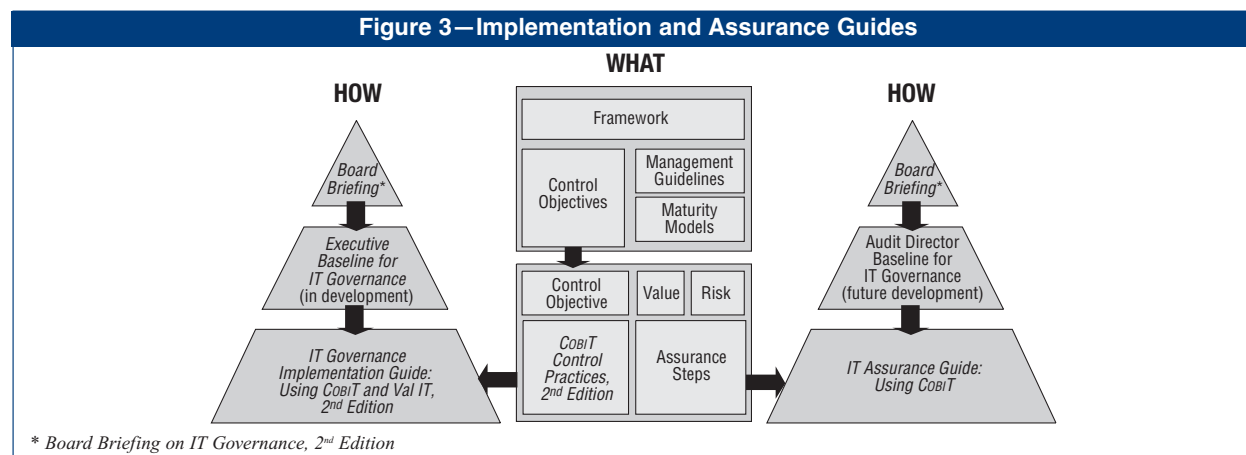 Figure 3—Implementation and Assurance Guides
HOW
Board
Briefing*
Executive
Baseline for
IT Governance
(in development)
IT Governance
Implementation Guide:
Using COBIT and Val IT,
2nd Edition
WHAT
Framework
Control
Objectives
Management
Guidelines
Maturity
Models
Control
Objective
Value
Risk
COBIT
Control
Practices,
2nd Edition
Assurance
Steps
HOW
Board
Briefing*
Audit Director
Baseline for
IT Governance
(future development)
IT Assurance Guide:
Using COBIT
* Board Briefing on IT Governance, 2nd Edition